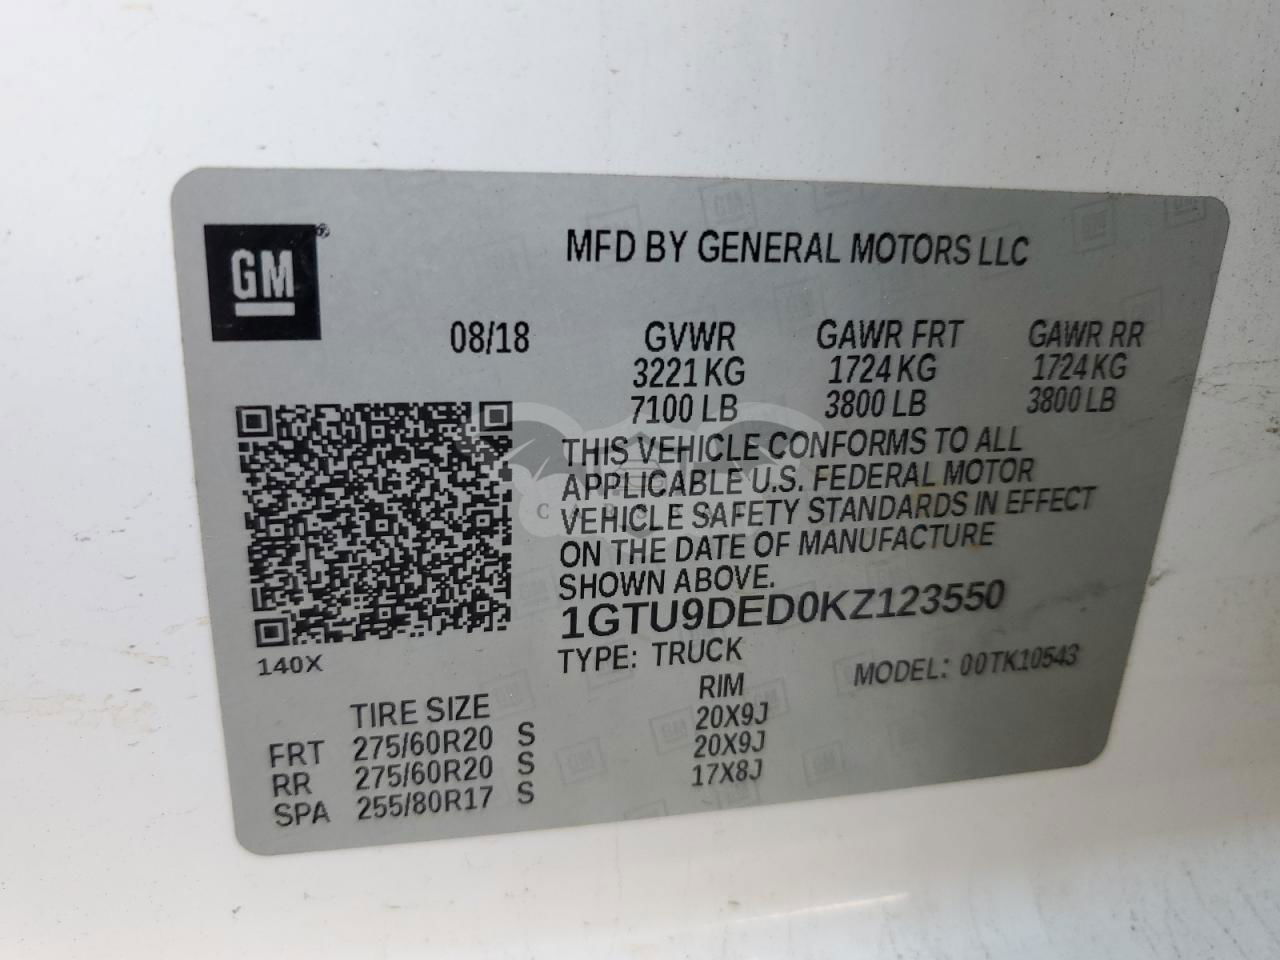 GM®
MFD BY GENERAL MOTORS LLC
08/18 GVWR GAWR FRT GAWR RR
3221 KG 1724 KG 1724 KG
7100 LB 3800 LB 3800 LB
THIS VEHICLE CONFORMS TO ALL
APPLICABLE U.S. FEDERAL MOTOR
VEHICLE SAFETY STANDARDS IN EFFECT
ON THE DATE OF MANUFACTURE
SHOWN ABOVE.
1GTU9DED0KZ123550
140X
TYPE: TRUCK MODEL: 00TK10543
TIRE SIZE RIM
FRT 275/60R20 S 20X9J
RR 275/60R20 S 20X9J
SPA 255/80R17 S 17X8J